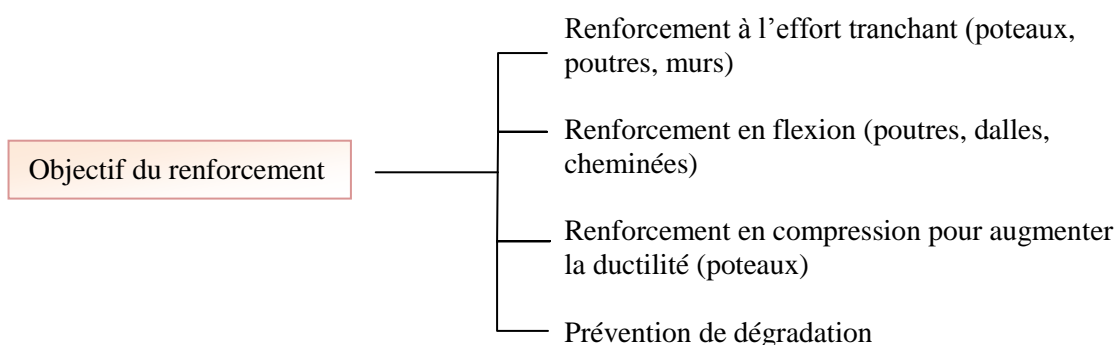 Renforcement à l’effort tranchant (poteaux,
poutres, murs)
Renforcement en flexion (poutres, dalles,
cheminées)
Objectif du renforcement
Renforcement en compression pour augmenter
la ductilité (poteaux)
Prévention de dégradation